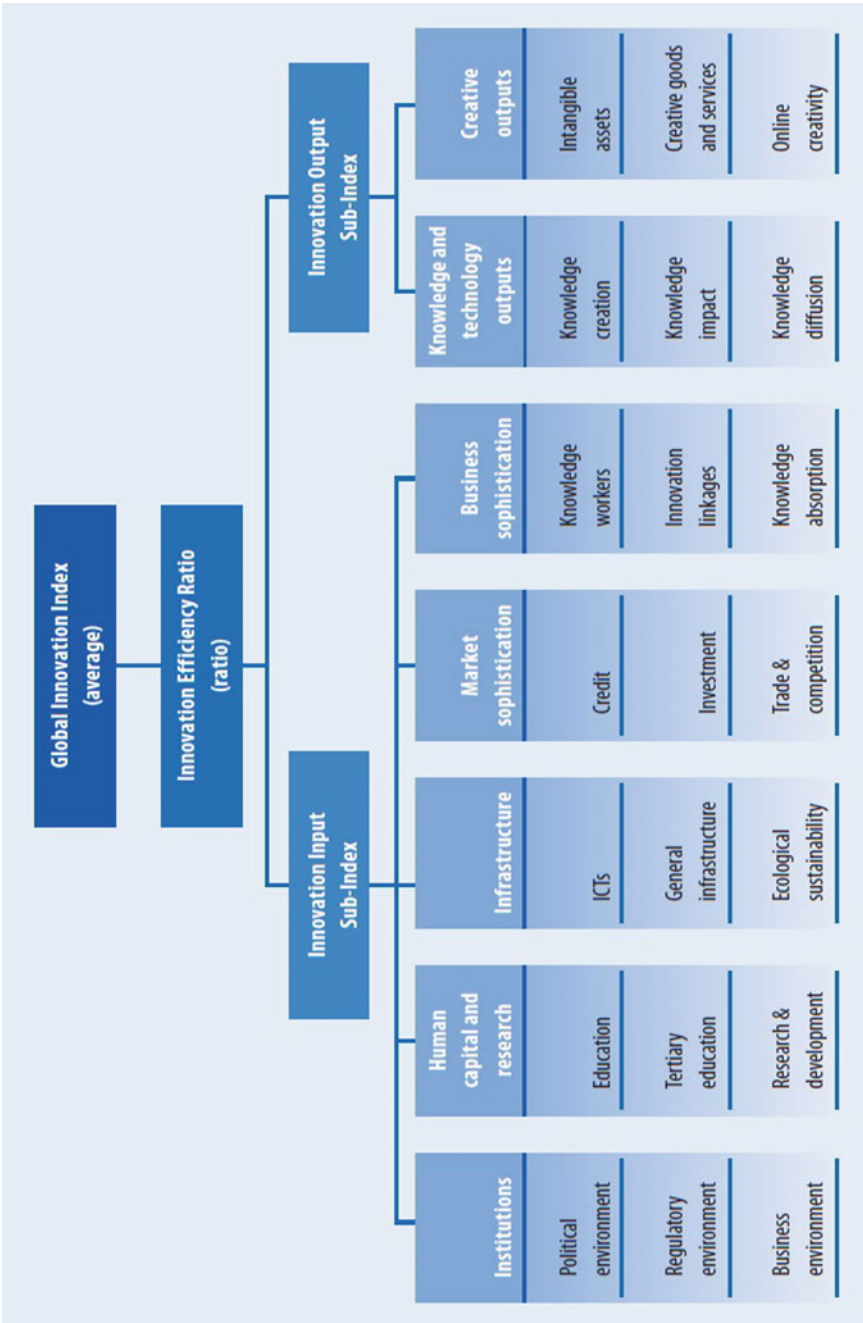 Global Innovation Index
(average)
Innovation Efficiency Ratio
(ratio)
Innovation Input
Sub-Index
Innovation Output
Sub-Index
Institutions
Political
environment
Regulatory
environment
Business
environment
Human
capital and
research
Education
Tertiary
education
Research &
development
Infrastructure
ICTs
General
infrastructure
Ecological
sustainability
Market
sophistication
Credit
Investment
Trade &
competition
Business
sophistication
Knowledge
workers
Innovation
linkages
Knowledge
absorption
Knowledge and
technology
outputs
Knowledge
creation
Knowledge
impact
Knowledge
diffusion
Creative
outputs
Intangible
assets
Creative goods
and services
Online
creativity